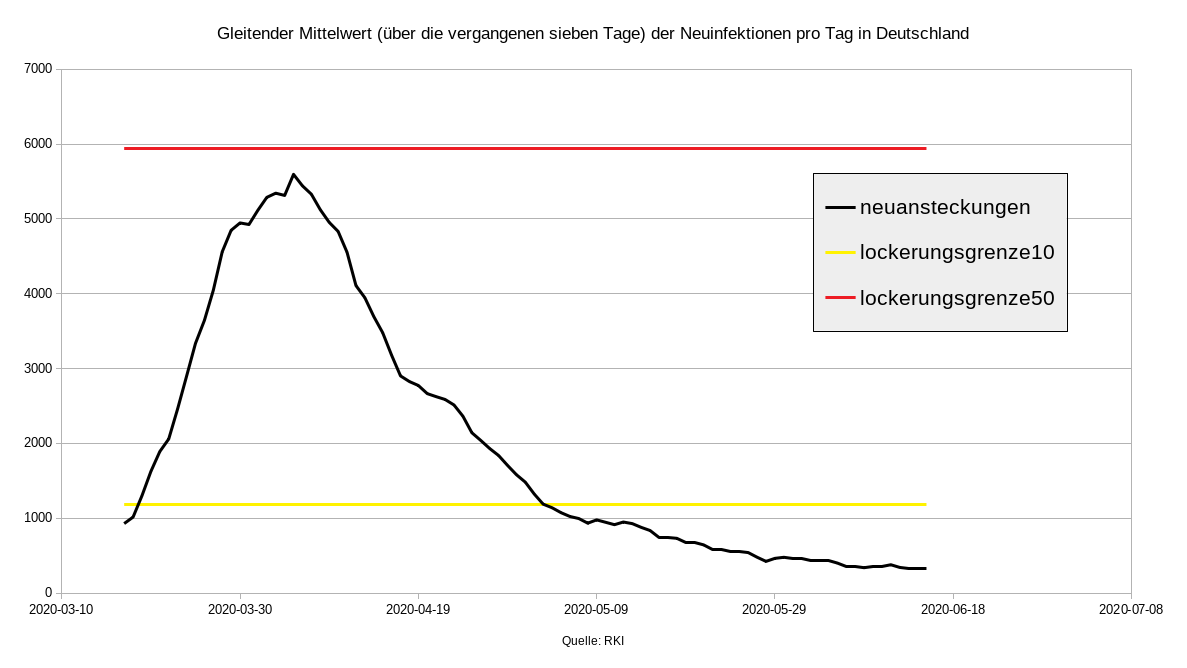 Gleitender Mittelwert (über die vergangenen sieben Tage) der Neuinfektionen pro Tag in Deutschland
7000
6000
5000
4000
3000
2000
1000
0
neuansteckungen
lockerungsgrenze10
lockerungsgrenze50
2020-03-10 2020-03-30 2020-04-19 2020-05-09 2020-05-29 2020-06-18 2020-07-08
Quelle: RKI